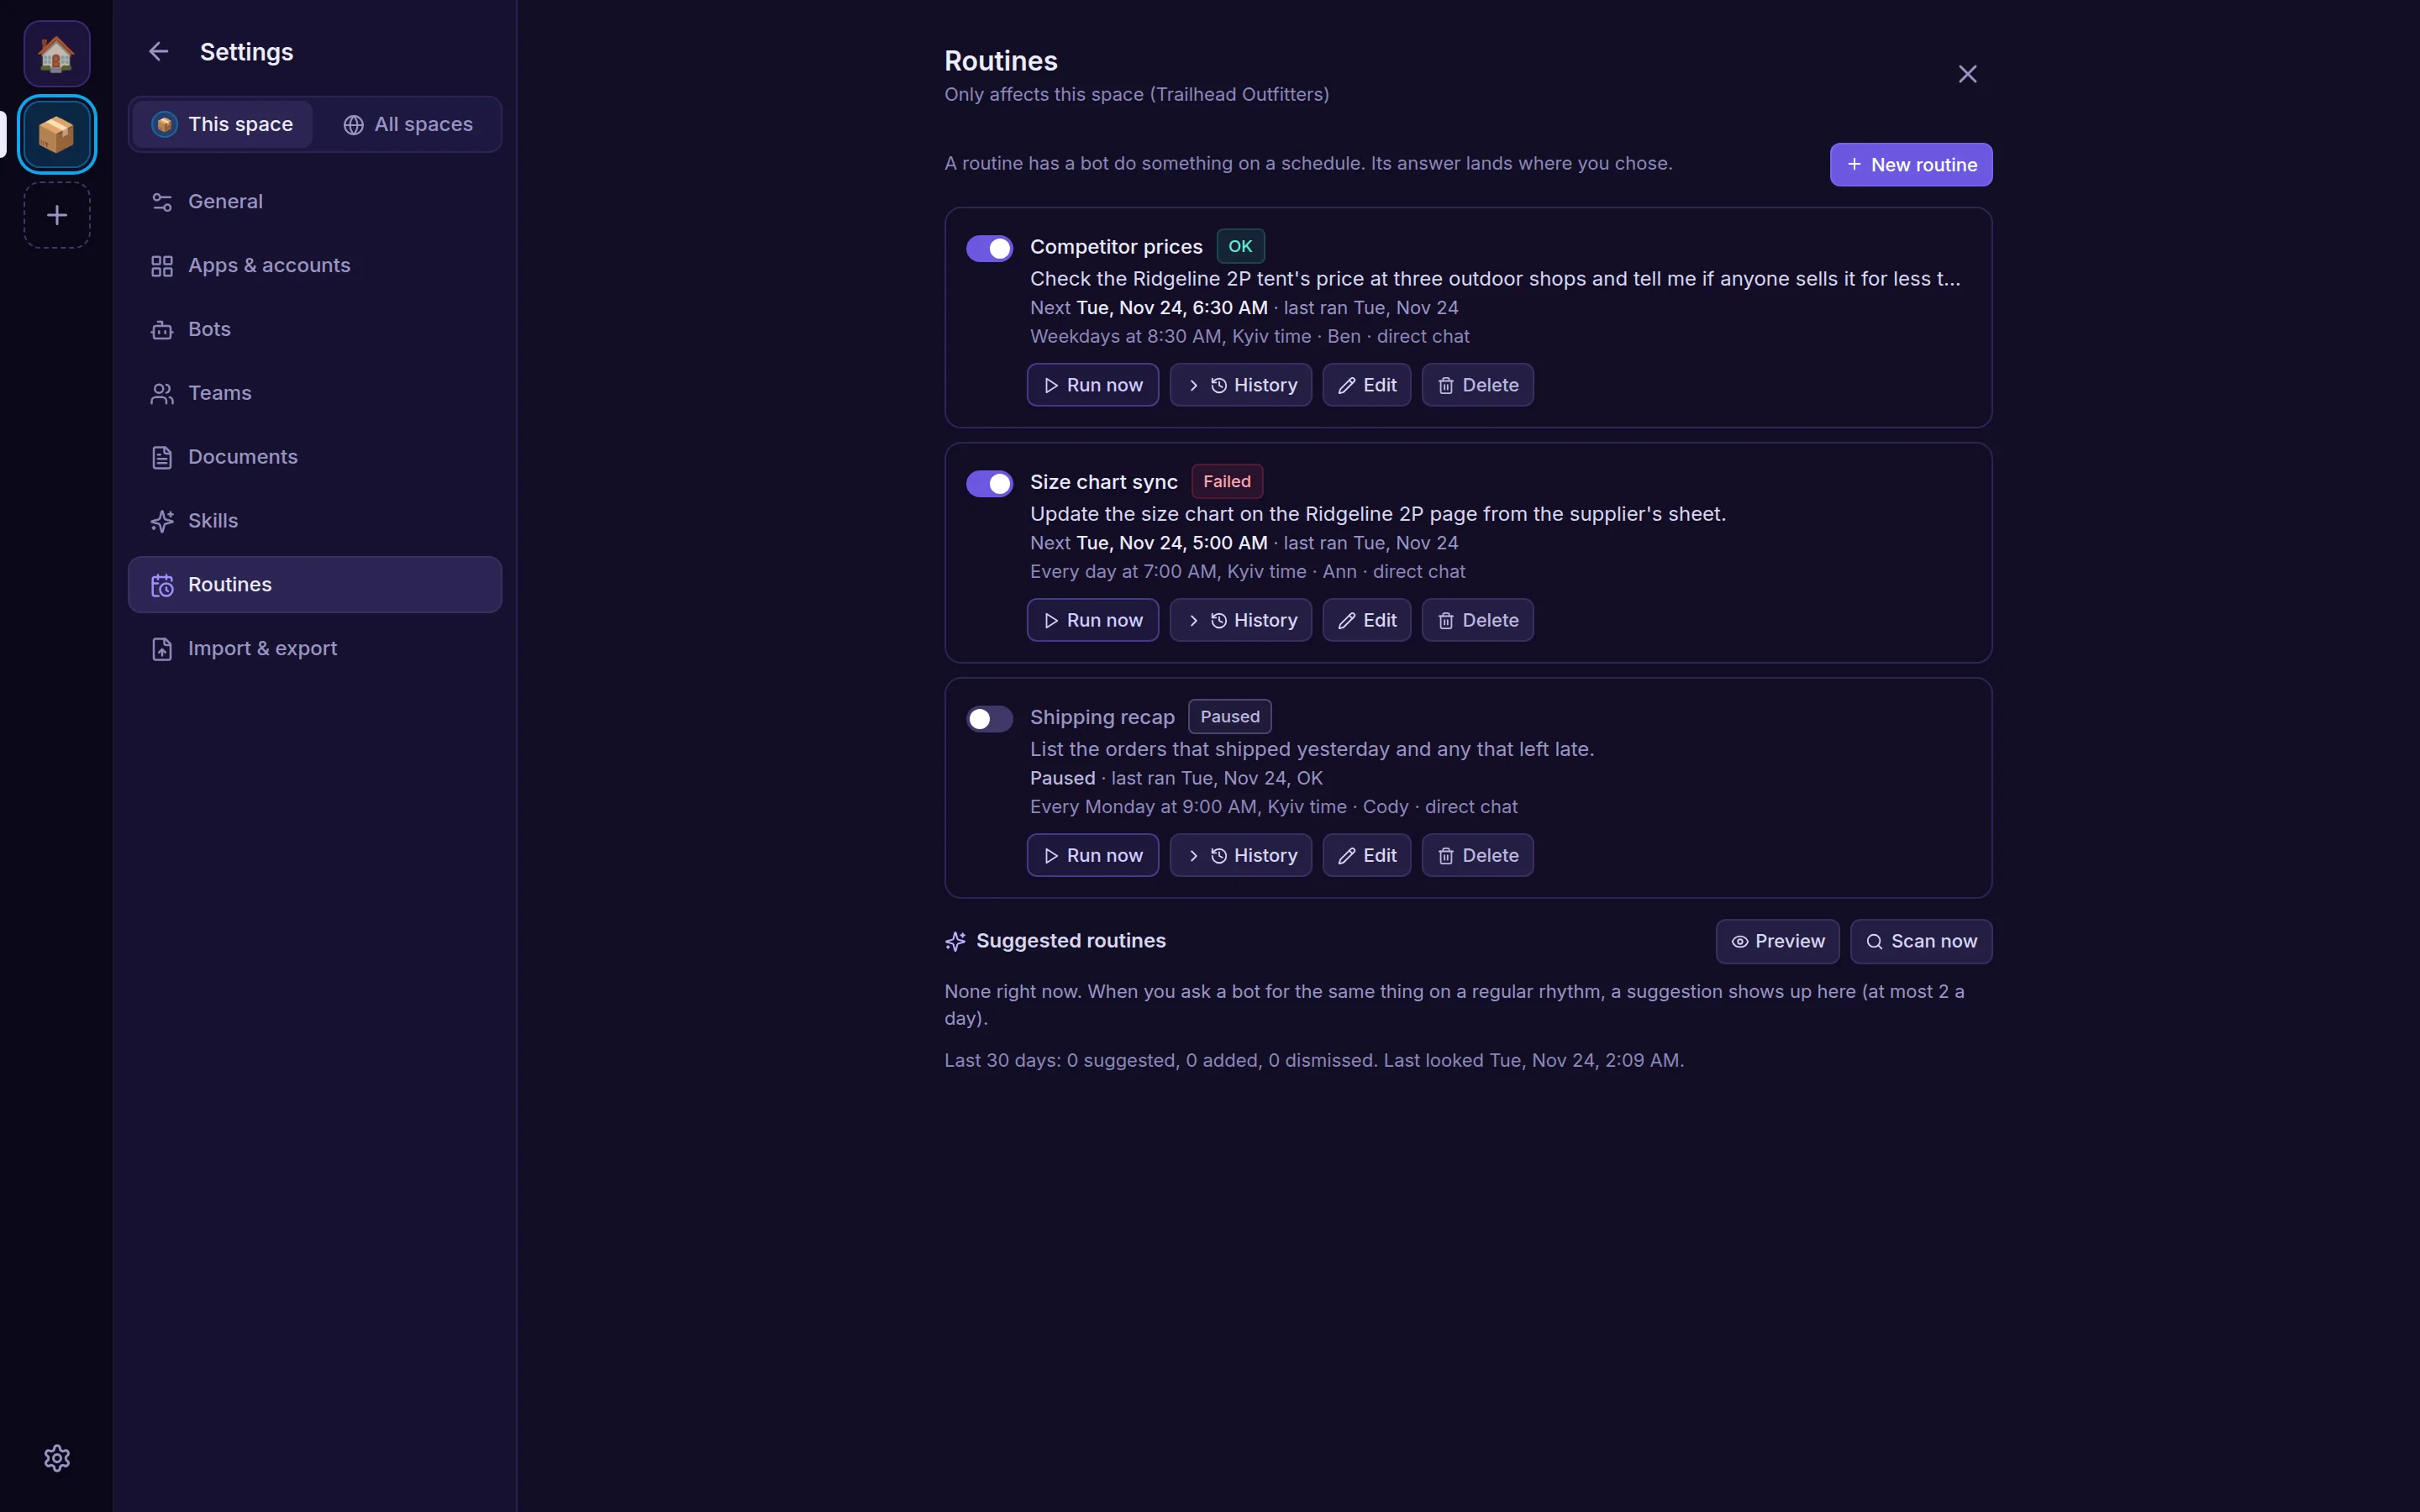 Settings
This space
All spaces
General
Apps & accounts
Bots
Teams
Documents
Skills
Routines
Import & export
Routines
Only affects this space (Trailhead Outfitters)
A routine has a bot do something on a schedule. Its answer lands where you chose.
New routine
Competitor prices OK
Check the Ridgeline 2P tent's price at three outdoor shops and tell me if anyone sells it for less t...
Next Tue, Nov 24, 6:30 AM · last ran Tue, Nov 24
Weekdays at 8:30 AM, Kyiv time · Ben · direct chat
Run now History Edit Delete
Size chart sync Failed
Update the size chart on the Ridgeline 2P page from the supplier's sheet.
Next Tue, Nov 24, 5:00 AM · last ran Tue, Nov 24
Every day at 7:00 AM, Kyiv time · Ann · direct chat
Run now History Edit Delete
Shipping recap Paused
List the orders that shipped yesterday and any that left late.
Paused · last ran Tue, Nov 24, OK
Every Monday at 9:00 AM, Kyiv time · Cody · direct chat
Run now History Edit Delete
Suggested routines
Preview Scan now
None right now. When you ask a bot for the same thing on a regular rhythm, a suggestion shows up here (at most 2 a
day).
Last 30 days: 0 suggested, 0 added, 0 dismissed. Last looked Tue, Nov 24, 2:09 AM.